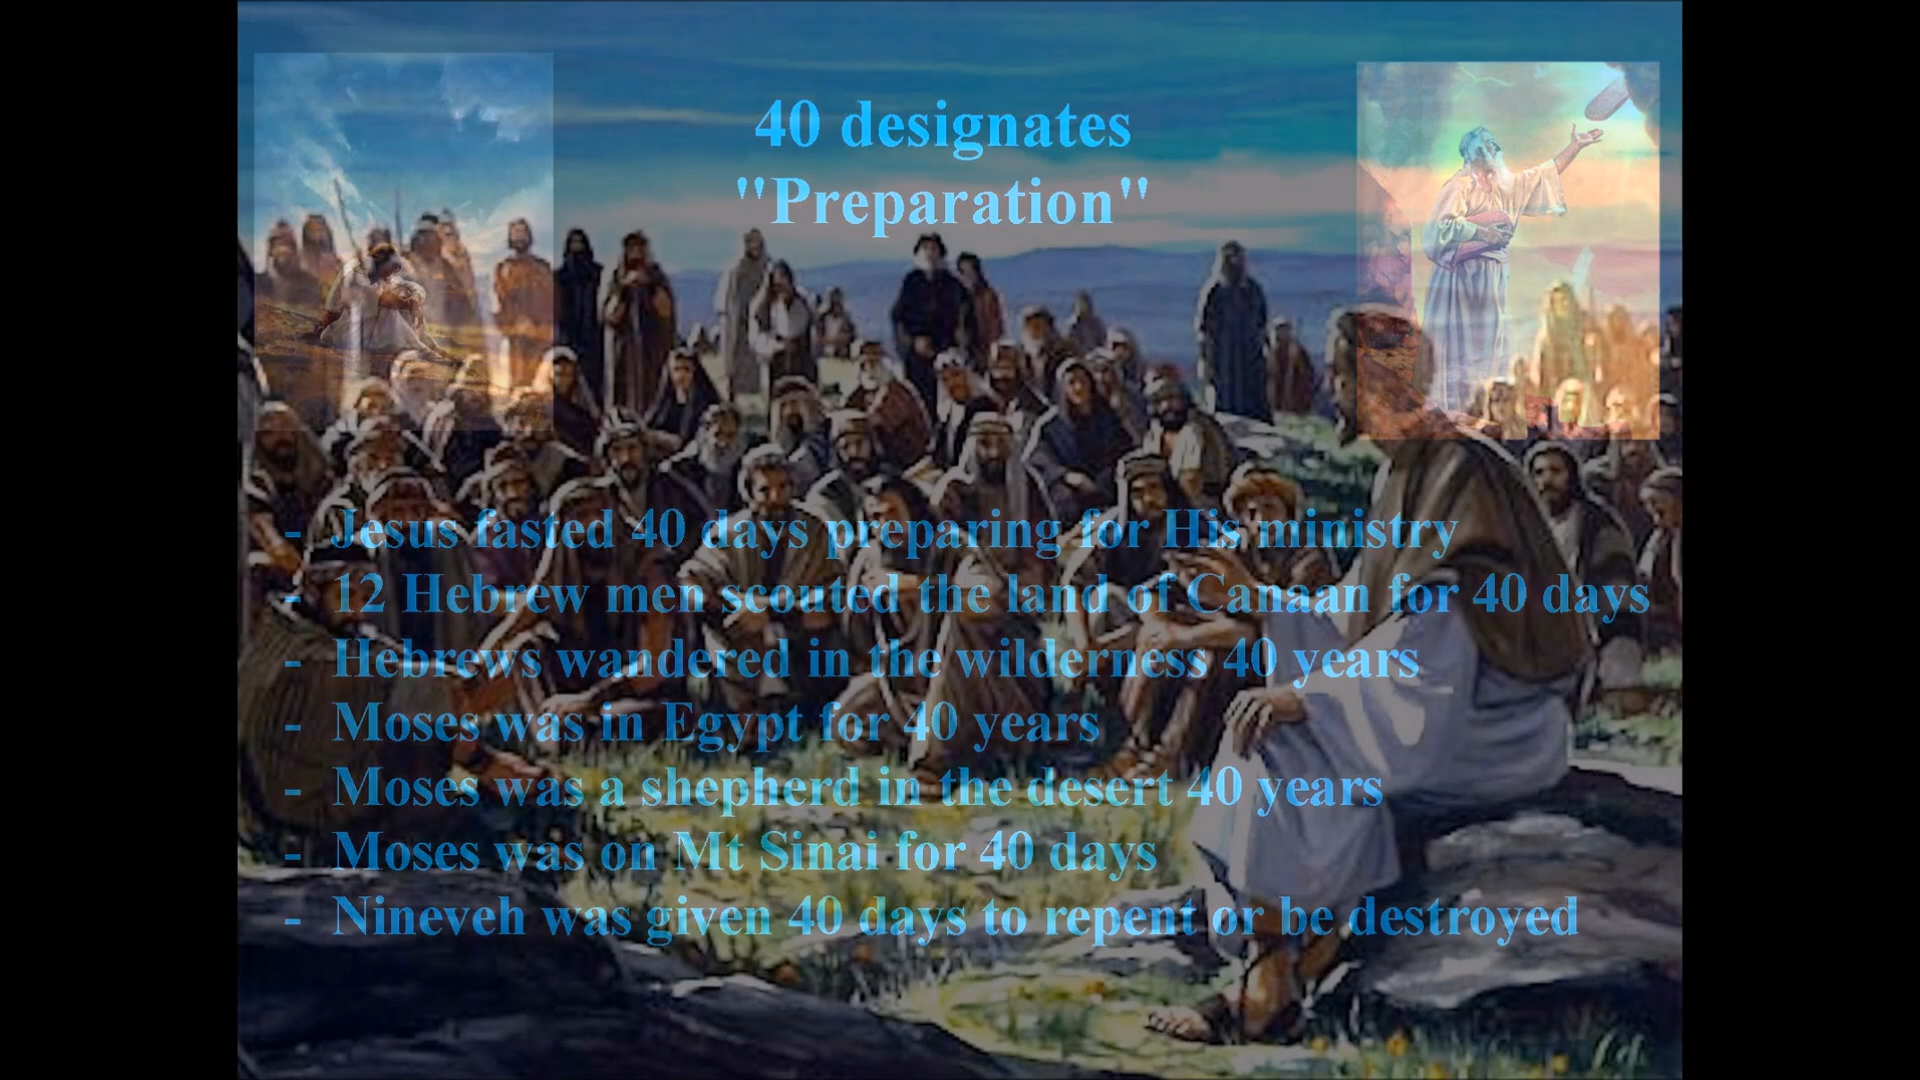 40 designates
"Preparation"
- Jesus fasted 40 days preparing for His ministry
- 12 Hebrew men scouted the land of Canaan for 40 days
- Hebrews wandered in the wilderness 40 years
- Moses was in Egypt for 40 years
- Moses was a shepherd in the desert 40 years
- Moses was on Mt Sinai for 40 days
- Nineveh was given 40 days to repent or be destroyed